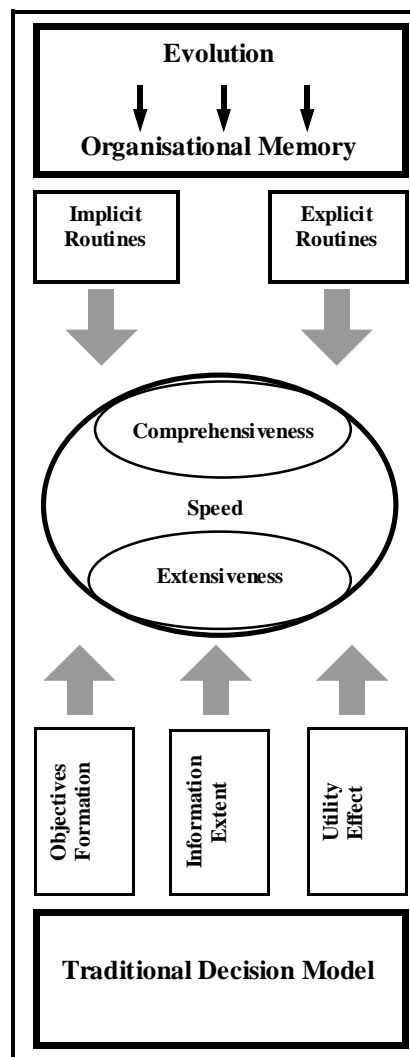 Evolution
Organisational Memory
Implicit
Routines
Explicit
Routines
Comprehensiveness
Speed
Extensiveness
Objectives
Formation
Information
Extent
Utility
Effect
Traditional Decision Model